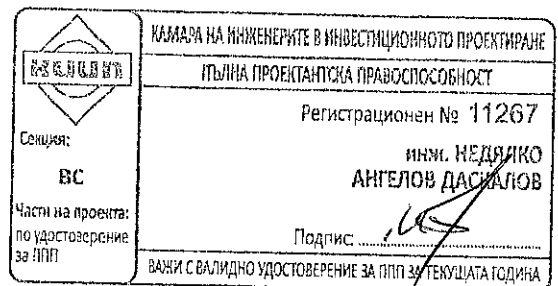 КАМАРА НА ИНЖЕНЕРИТЕ В ИНВЕСТИЦИОННОТО ПРОЕКТИРАНЕ
КИИП
ПЪЛНА ПРОЕКТАНТСКА ПРАВОСПОСОБНОСТ
Регистрационен № 11267
Секция:
ВС
инж. НЕДЯЛКО
АНГЕЛОВ ДАСКАЛОВ
Части на проекта:
по удостоверение
за ППП
Подпис:
ВАЖИ С ВАЛИДНО УДОСТОВЕРЕНИЕ ЗА ППП ЗА ТЕКУЩАТА ГОДИНА